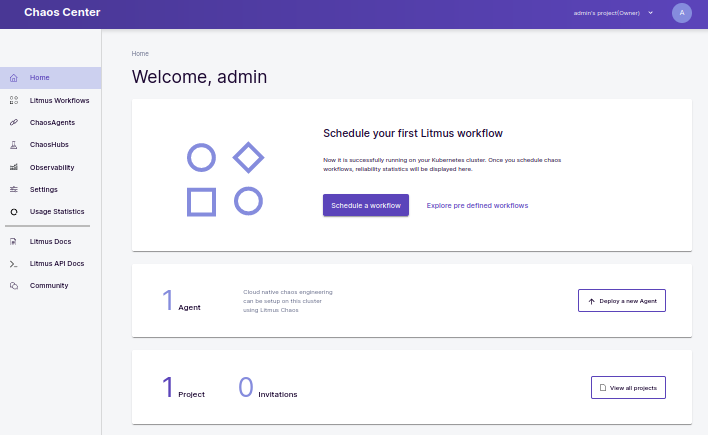 Chaos Center
admin's project(Owner)
A
Home
Litmus Workflows
ChaosAgents
ChaosHubs
Observability
Settings
Usage Statistics
Litmus Docs
Litmus API Docs
Community
Home
Welcome, admin
Schedule your first Litmus workflow
Now it is successfully running on your Kubernetes cluster. Once you schedule chaos
workflows, reliability statistics will be displayed here.
Schedule a workflow
Explore pre defined workflows
1 Agent
Cloud native chaos engineering
can be setup on this cluster
using Litmus Chaos
Deploy a new Agent
1 Project
0 Invitations
View all projects